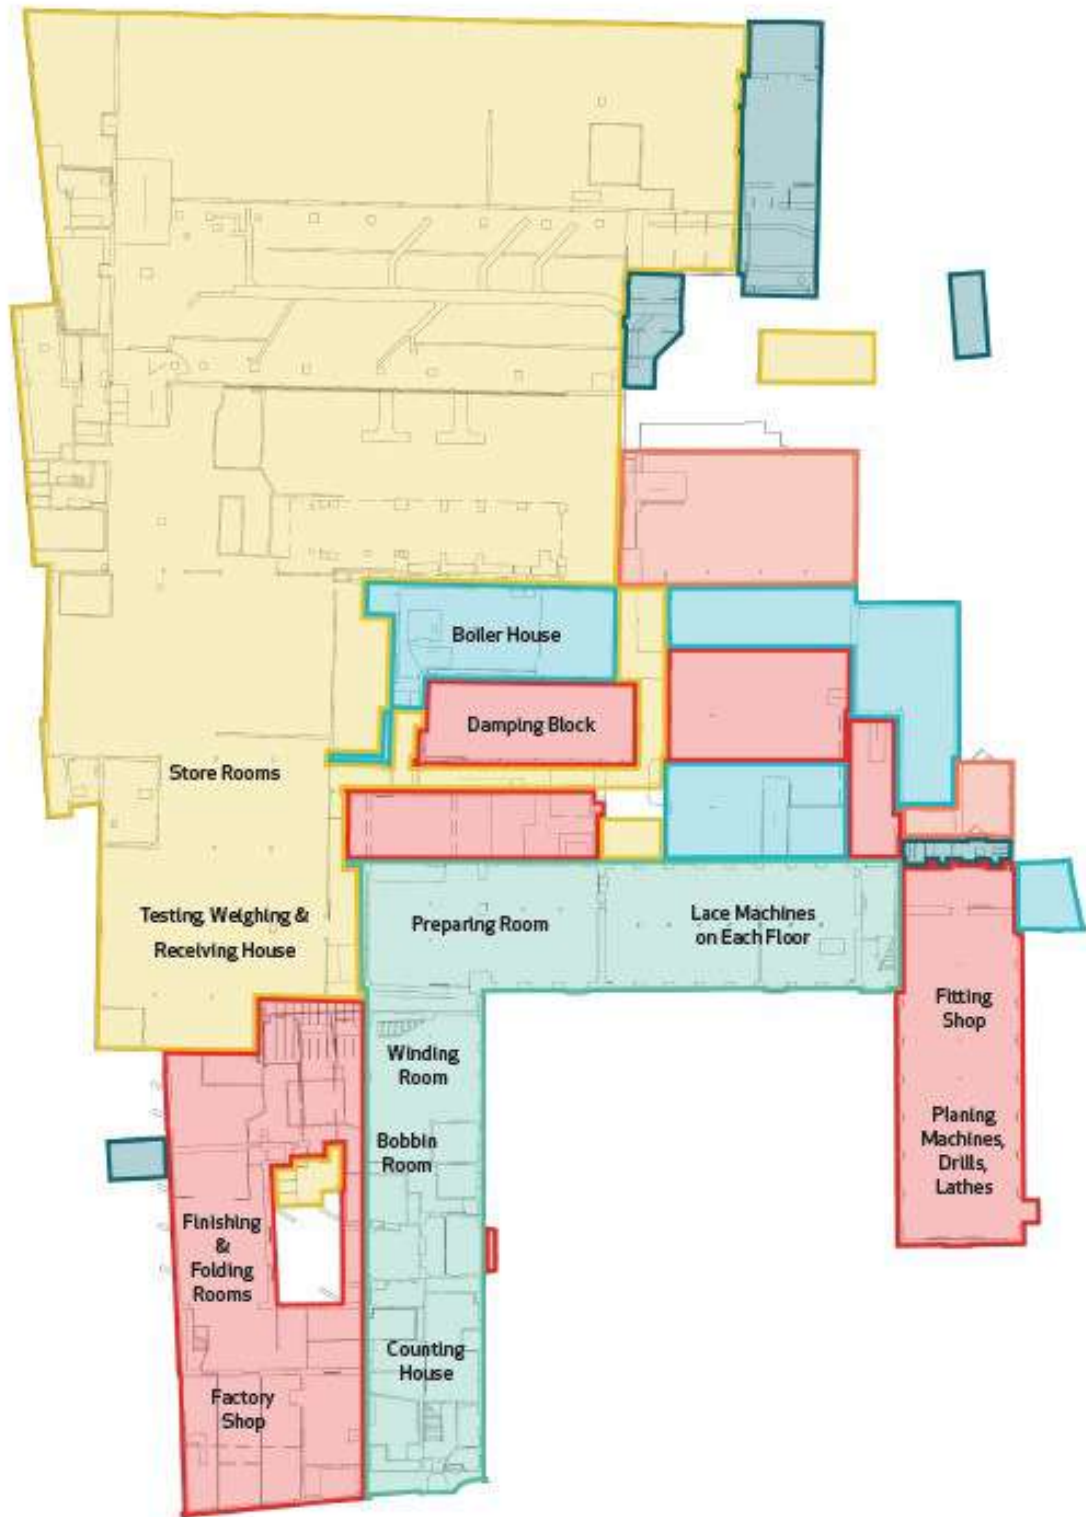 Boiler House
Damping Block
Store Rooms
Testing, Weighing &
Receiving House
Preparing Room
Lace Machines
on Each Floor
Fitting
Shop
Winding
Room
Planing
Machines,
Drills,
Lathes
Bobbin
Room
Finishing
&
Folding
Rooms
Counting
House
Factory
Shop